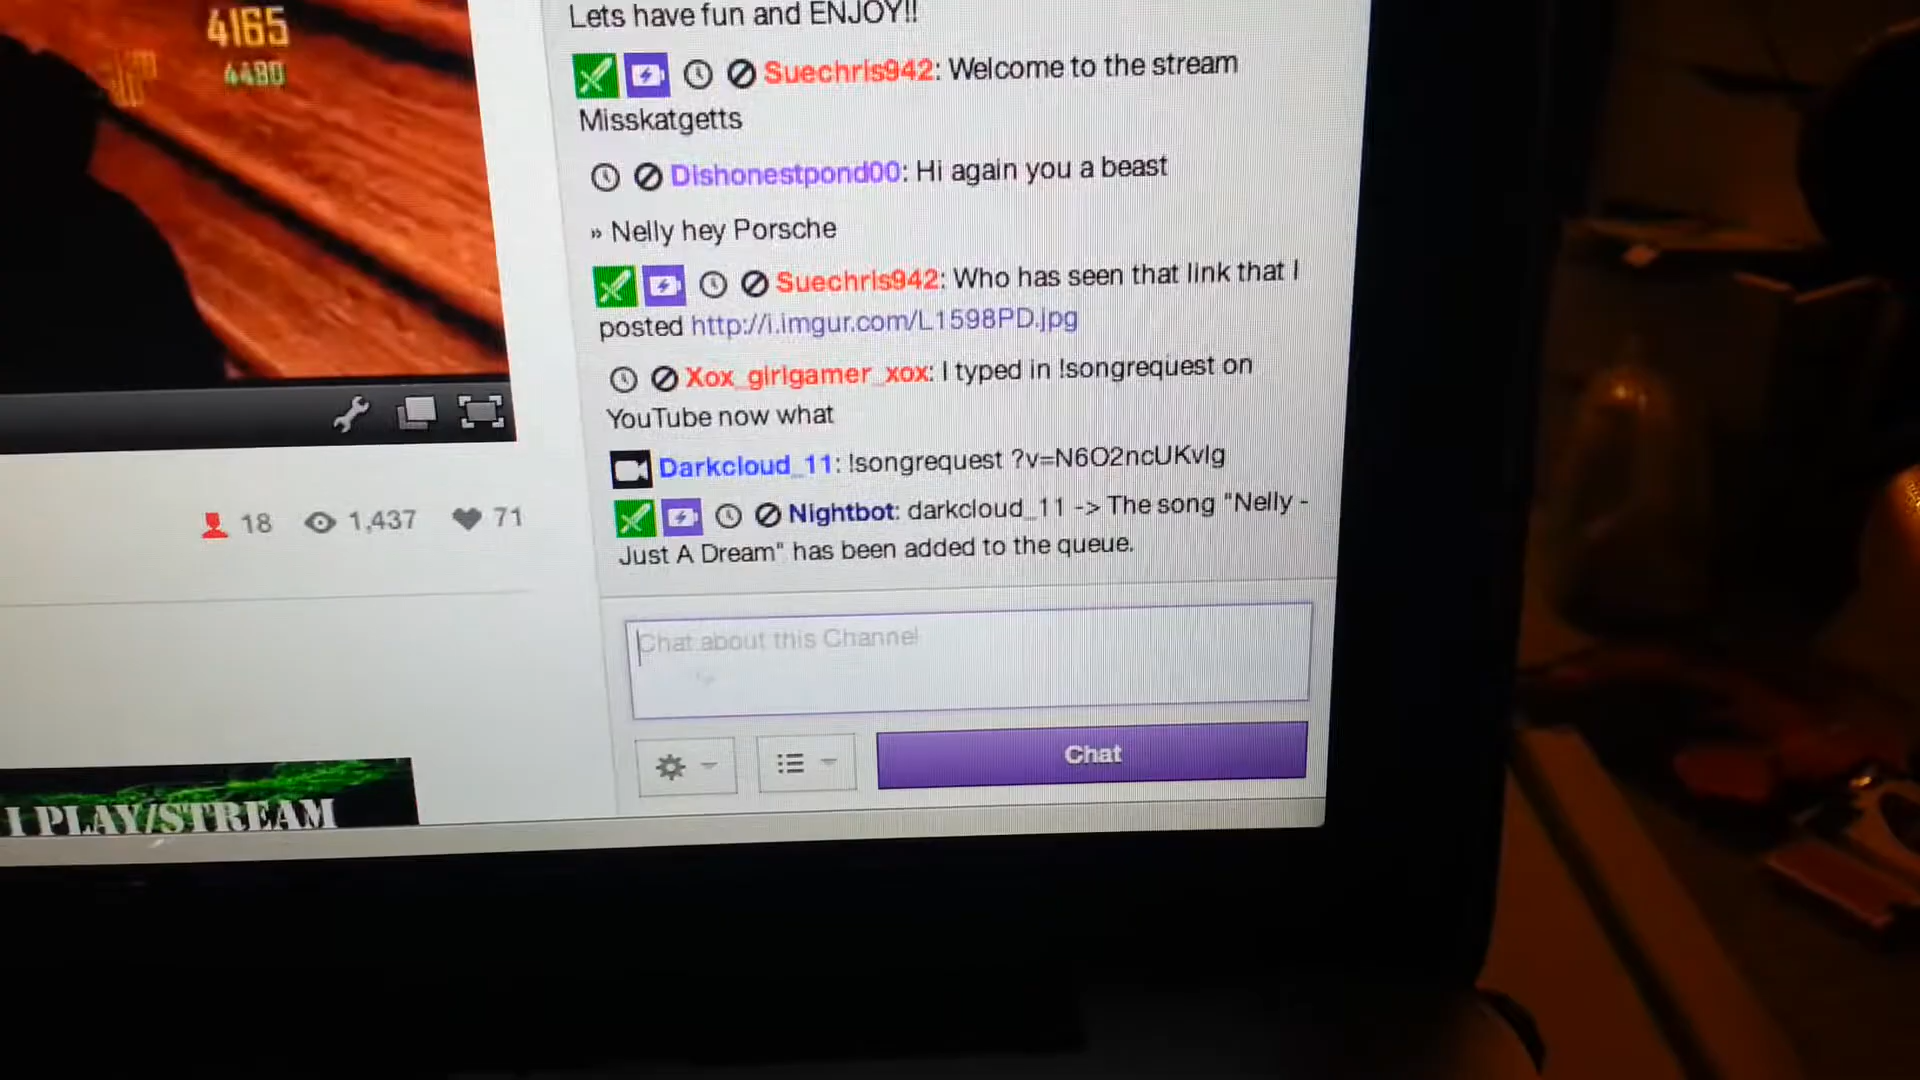 4165
4480
Lets have fun and ENJOY!!
Suechris942: Welcome to the stream
Misskatgetts
Dishonestpond00: Hi again you a beast
» Nelly hey Porsche
Suechris942: Who has seen that link that I
posted http://i.imgur.com/L1598PD.jpg
Xox_girlgamer_xox: I typed in !songrequest on
YouTube now what
Darkcloud_11: !songrequest ?v=N6O2ncUKvlg
Nightbot: darkcloud_11 -> The song "Nelly -
Just A Dream" has been added to the queue.
18 1,437 71
Chat about this Channel
Chat
I PLAY/STREAM